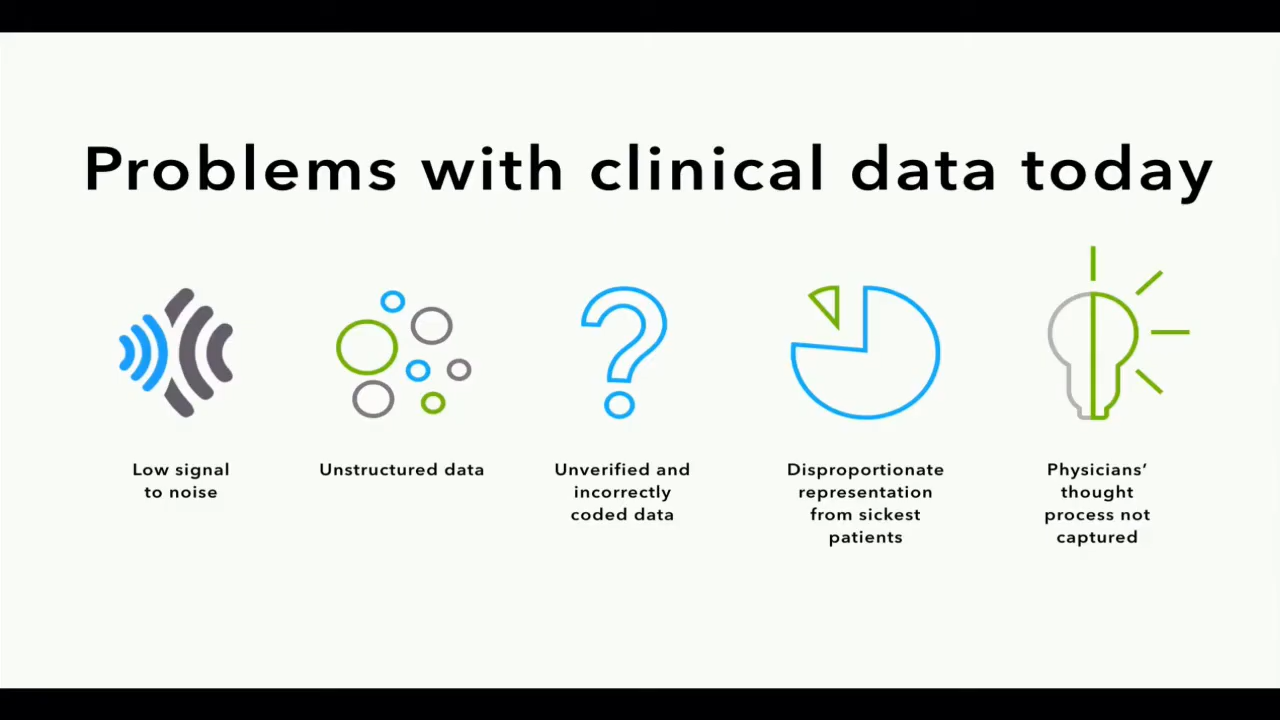 Problems with clinical data today
Low signal
to noise
Unstructured data
Unverified and
incorrectly
coded data
Disproportionate
representation
from sickest
patients
Physicians’
thought
process not
captured